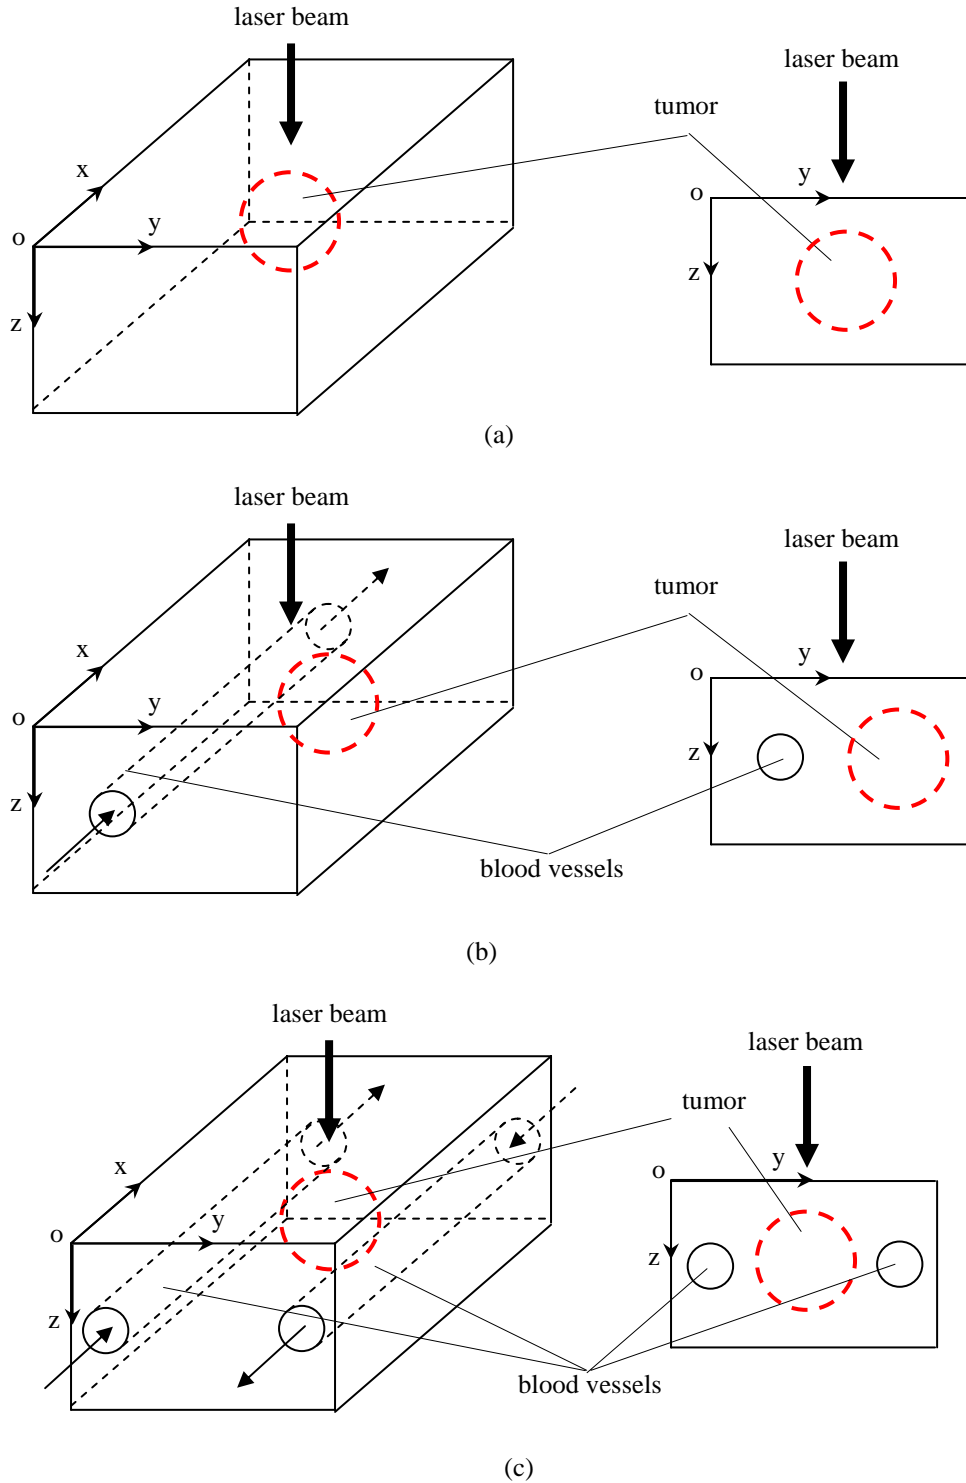 laser beam
laser beam
tumor
x
y
o
o
y
z
z
(a)
laser beam
laser beam
tumor
x
y
o
o
y
z
z
blood vessels
(b)
laser beam
laser beam
tumor
x
y
o
o
y
z
z
blood vessels
(c)